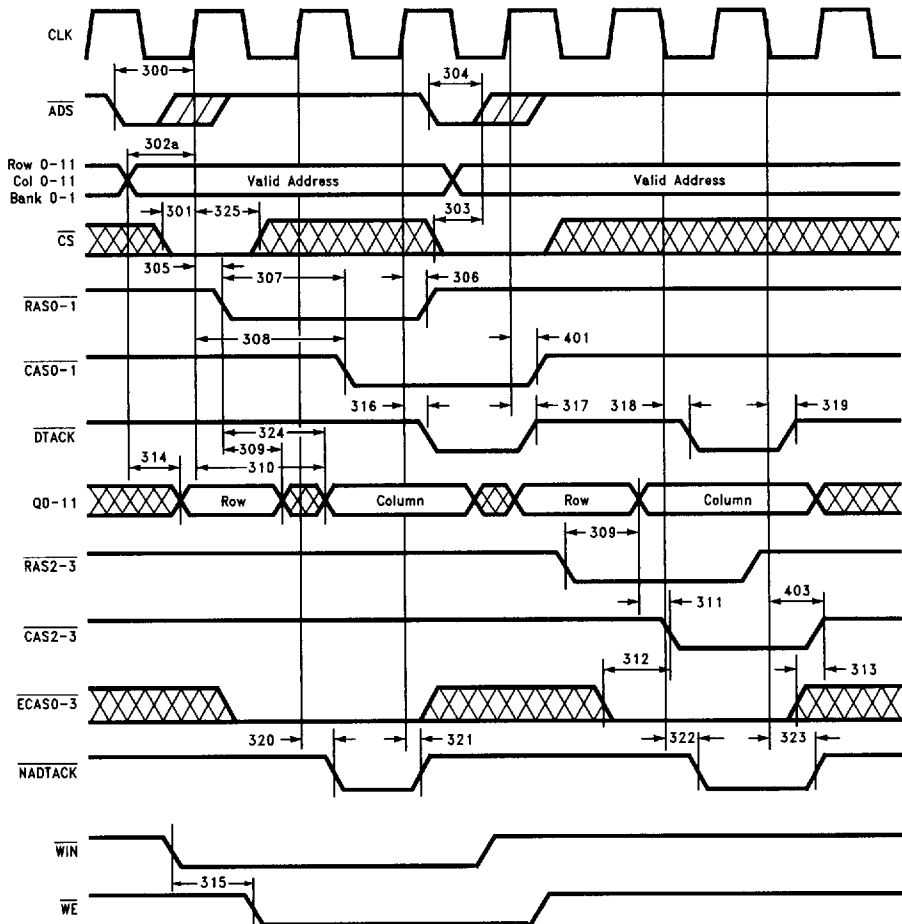 CLK
300
304
ADS
302a
Row 0-11
Col 0-11
Bank 0-1
Valid Address
Valid Address
301
325
303
CS
305
307
306
RAS0-1
308
401
CAS0-1
316
317
318
319
DTACK
324
309
314
310
Q0-11
Row
Column
Row
Column
309
RAS2-3
311
403
CAS2-3
312
313
ECAS0-3
320
321
322
323
NADTACK
WIN
315
WE